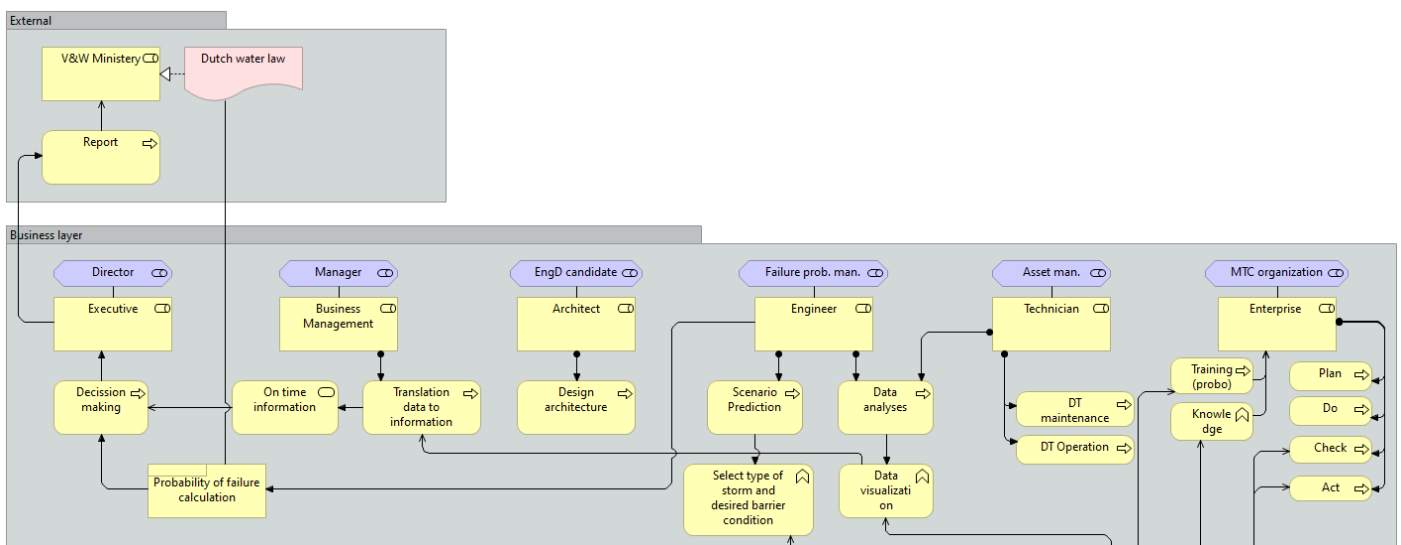 External
V&W Ministery
Dutch water law
Report
Business layer
Director
Manager
EngD candidate
Failure prob. man.
Asset man.
MTC organization
Executive
Business
Management
Architect
Engineer
Technician
Enterprise
Decission
making
On time
information
Translation
data to
information
Design
architecture
Scenario
Prediction
Data
analyses
DT
maintenance
DT Operation
Training
(probo)
Knowle
dge
Plan
Do
Check
Act
Probability of failure
calculation
Select type of
storm and
desired barrier
condition
Data
visualizati
on